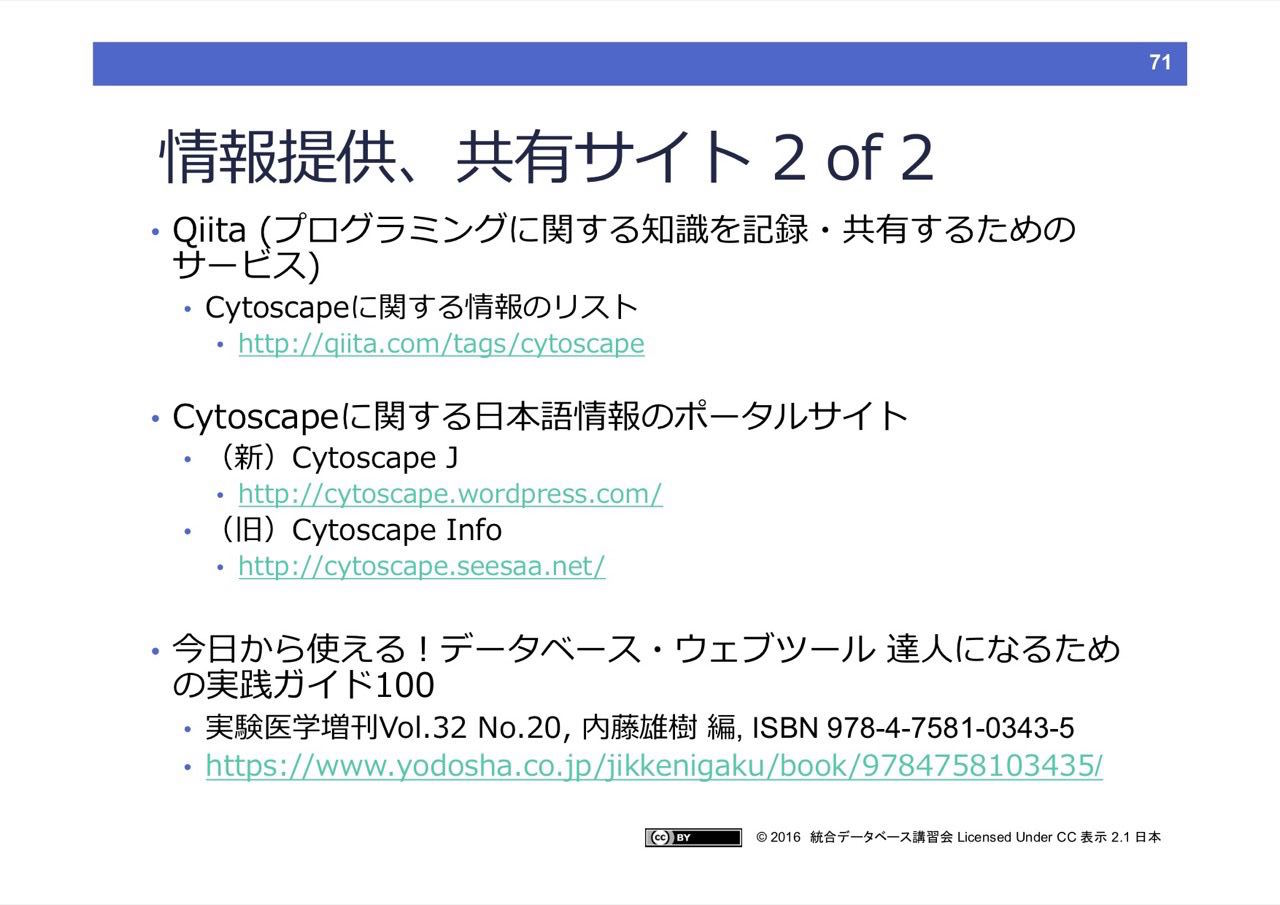 71
情報提供、共有サイト 2 of 2
• Qiita (プログラミングに関する知識を記録・共有するための
サービス)
• Cytoscapeに関する情報のリスト
• http://qiita.com/tags/cytoscape
• Cytoscapeに関する日本語情報のポータルサイト
• （新）Cytoscape J
• http://cytoscape.wordpress.com/
• （旧）Cytoscape Info
• http://cytoscape.seesaa.net/
• 今日から使える！データベース・ウェブツール 達人になるため
の実践ガイド100
• 実験医学増刊Vol.32 No.20, 内藤雄樹 編, ISBN 978-4-7581-0343-5
• https://www.yodosha.co.jp/jikkenigaku/book/9784758103435/
cc BY © 2016 統合データベース講習会 Licensed Under CC 表示 2.1 日本